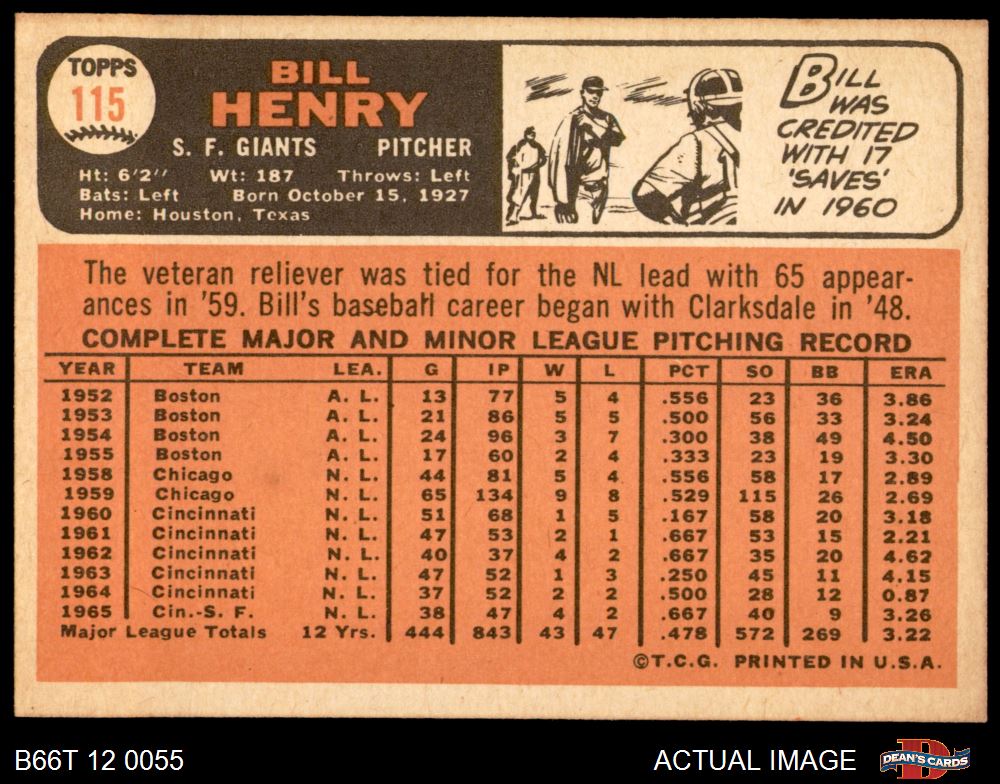 TOPPS
115
BILL
HENRY
S. F. GIANTS PITCHER
Ht: 6'2" Wt: 187 Throws: Left
Bats: Left Born October 15, 1927
Home: Houston, Texas
BILL
WAS
CREDITED
WITH 17
'SAVES'
IN 1960
The veteran reliever was tied for the NL lead with 65 appear-
ances in '59. Bill's baseball career began with Clarksdale in '48.
COMPLETE MAJOR AND MINOR LEAGUE PITCHING RECORD
YEAR TEAM LEA. G IP W L PCT SO BB ERA
1952 Boston A. L. 13 77 5 4 .556 23 36 3.86
1953 Boston A. L. 21 86 5 5 .500 56 33 3.24
1954 Boston A. L. 24 96 3 7 .300 38 49 4.50
1955 Boston A. L. 17 60 2 4 .333 23 19 3.30
1958 Chicago N. L. 44 81 5 4 .556 58 17 2.89
1959 Chicago N. L. 65 134 9 8 .529 115 26 2.69
1960 Cincinnati N. L. 51 68 1 5 .167 58 20 3.18
1961 Cincinnati N. L. 47 53 2 1 .667 53 15 2.21
1962 Cincinnati N. L. 40 37 4 2 .667 35 20 4.62
1963 Cincinnati N. L. 47 52 1 3 .250 45 11 4.15
1964 Cincinnati N. L. 37 52 2 2 .500 28 12 0.87
1965 Cin.-S. F. N. L. 38 47 4 2 .667 40 9 3.26
Major League Totals 12 Yrs. 444 843 43 47 .478 572 269 3.22
©T.C.G. PRINTED IN U.S.A.
B66T 12 0055 ACTUAL IMAGE
DEAN'S CARDS